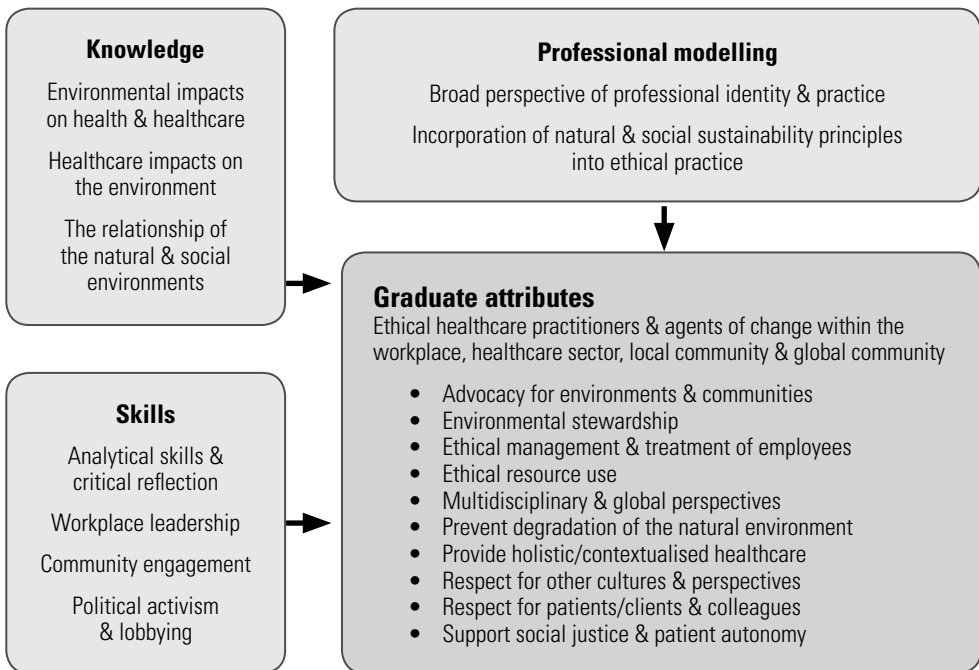 Knowledge
Environmental impacts
on health & healthcare
Healthcare impacts on
the environment
The relationship of
the natural & social
environments
Professional modelling
Broad perspective of professional identity & practice
Incorporation of natural & social sustainability principles
into ethical practice
Skills
Analytical skills &
critical reflection
Workplace leadership
Community engagement
Political activism
& lobbying
Graduate attributes
Ethical healthcare practitioners & agents of change within the
workplace, healthcare sector, local community & global community
• Advocacy for environments & communities
• Environmental stewardship
• Ethical management & treatment of employees
• Ethical resource use
• Multidisciplinary & global perspectives
• Prevent degradation of the natural environment
• Provide holistic/contextualised healthcare
• Respect for other cultures & perspectives
• Respect for patients/clients & colleagues
• Support social justice & patient autonomy